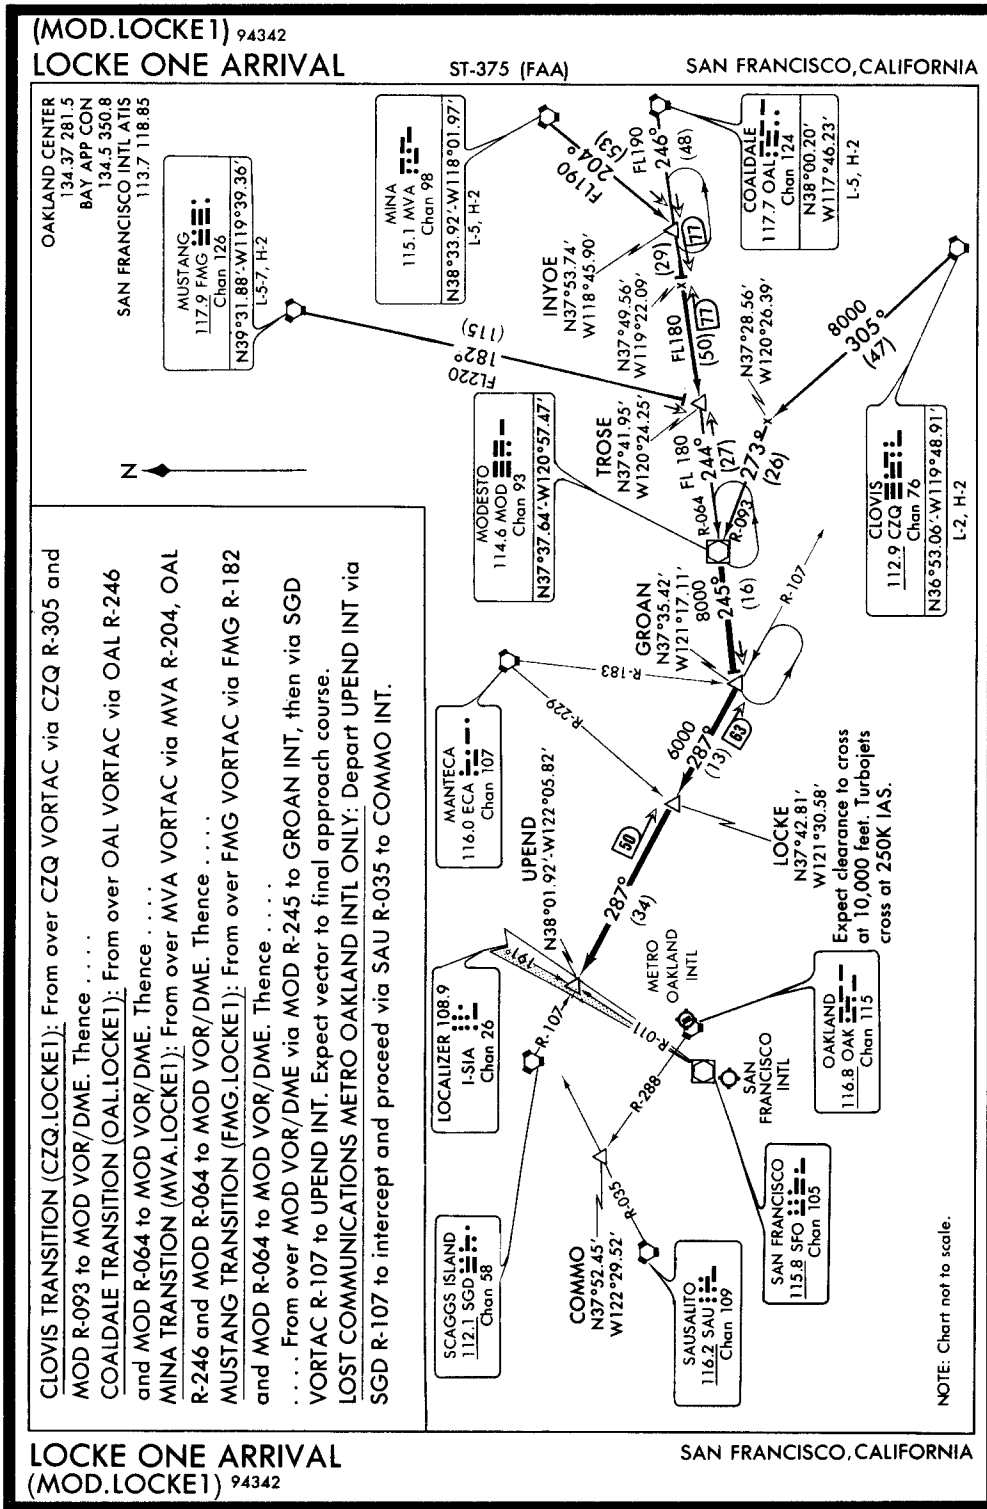 (MOD.LOCKE1) 94342
LOCKE ONE ARRIVAL
ST-375 (FAA)
SAN FRANCISCO, CALIFORNIA
CLOVIS TRANSITION (CZQ.LOCKE1): From over CZQ VORTAC via CZQ R-305 and
MOD R-093 to MOD VOR/DME. Thence . . . .
COALDALE TRANSITION (OAL.LOCKE1): From over OAL VORTAC via OAL R-246
and MOD R-064 to MOD VOR/DME. Thence . . . .
MINA TRANSTION (MVA.LOCKE1): From over MVA VORTAC via MVA R-204, OAL
R-246 and MOD R-064 to MOD VOR/DME. Thence . . . .
MUSTANG TRANSITION (FMG.LOCKE1): From over FMG VORTAC via FMG R-182
and MOD R-064 to MOD VOR/DME. Thence . . . .
. . . . From over MOD VOR/DME via MOD R-245 to GROAN INT, then via SGD
VORTAC R-107 to UPEND INT. Expect vector to final approach course.
LOST COMMUNICATIONS METRO OAKLAND INTL ONLY: Depart UPEND INT via
SGD R-107 to intercept and proceed via SAU R-035 to COMMO INT.
OAKLAND CENTER
134.37 281.5
BAY APP CON
134.5 350.8
SAN FRANCISCO INTL ATIS
113.7 118.85
N
MUSTANG
117.9 FMG
Chan 126
N39°31.88'-W119°39.36'
L-5-7, H-2
MINA
115.1 MVA
Chan 98
N38°33.92'-W118°01.97'
L-5, H-2
COALDALE
117.7 OAL
Chan 124
N38°00.20'
W117°46.23'
L-5, H-2
FL190
204°
(53)
FL190
246°
(48)
INYOE
N37°53.74'
W118°45.90'
(29)
77
N37°49.56'
W119°22.09'
FL180
(50)
77
FL220
182°
(115)
TROSE
N37°41.95'
W120°24.25'
FL 180
244°
(27)
R-064
N37°28.56'
W120°26.39'
8000
305°
(47)
273°
(26)
R-093
CLOVIS
112.9 CZQ
Chan 76
N36°53.06'-W119°48.91'
L-2, H-2
MODESTO
114.6 MOD
Chan 93
N37°37.64'-W120°57.47'
GROAN
N37°35.42'
W121°17.11'
8000
245°
(16)
R-107
MANTECA
116.0 ECA
Chan 107
R-183
R-229
6000
287°
(13)
63
LOCKE
N37°42.81'
W121°30.58'
Expect clearance to cross
at 10,000 feet. Turbojets
cross at 250K IAS.
50
287°
(34)
UPEND
N38°01.92'-W122°05.82'
LOCALIZER 108.9
I-SIA
Chan 26
191°
R-107
R-011
METRO
OAKLAND
INTL
OAKLAND
116.8 OAK
Chan 115
SAN
FRANCISCO
INTL
R-288
SCAGGS ISLAND
112.1 SGD
Chan 58
COMMO
N37°52.45'
W122°29.52'
R-035
SAUSALITO
116.2 SAU
Chan 109
SAN FRANCISCO
115.8 SFO
Chan 105
NOTE: Chart not to scale.
LOCKE ONE ARRIVAL
(MOD.LOCKE1) 94342
SAN FRANCISCO, CALIFORNIA